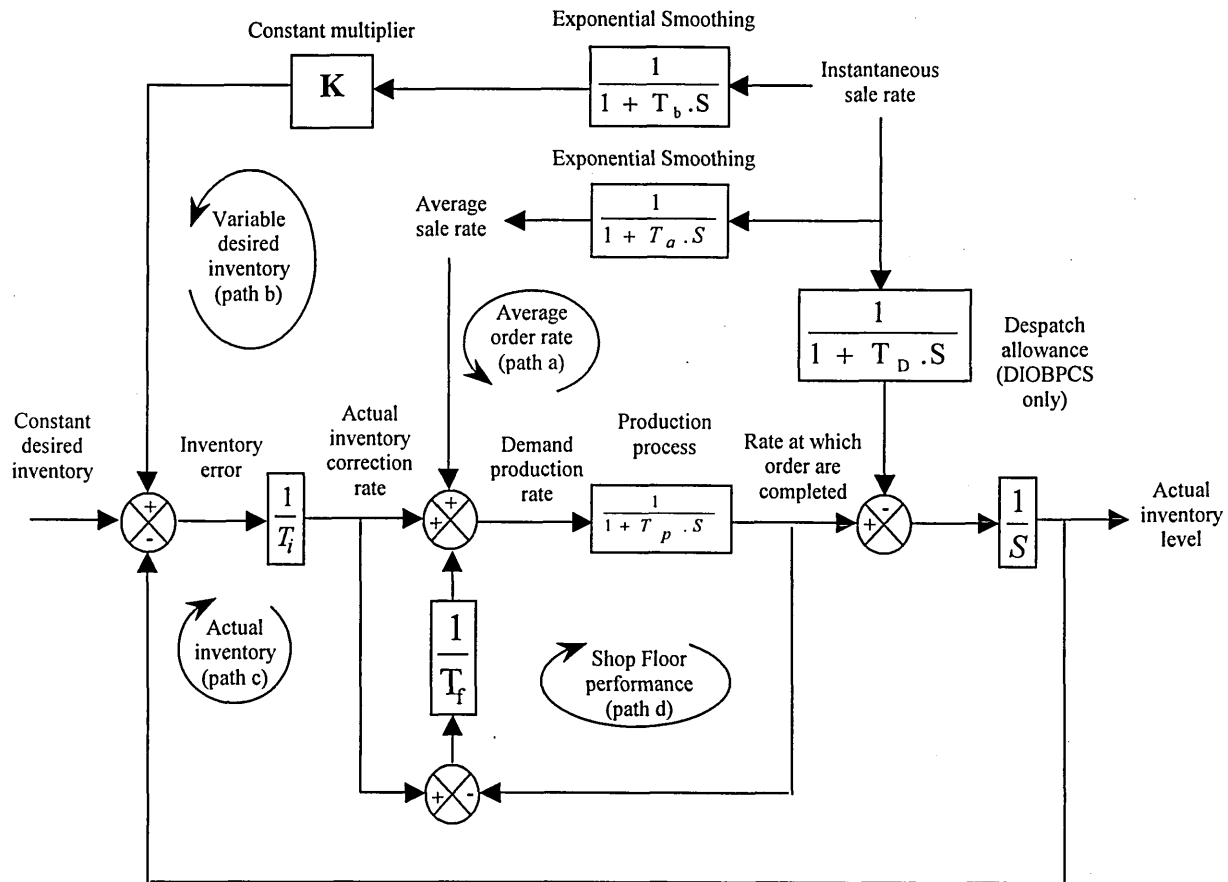 Exponential Smoothing
Constant multiplier
K
1
1 + T_b .S
Instantaneous
sale rate
Exponential Smoothing
Average
sale rate
1
1 + T_a . S
Variable
desired
inventory
(path b)
Average
order rate
(path a)
1
1 + T_D .S
Despatch
allowance
(DIOBPCS
only)
Constant
desired
inventory
Inventory
error
Actual
inventory
correction
rate
Demand
production
rate
Production
process
Rate at which
order are
completed
Actual
inventory
level
+
-
1
T_i
+
+
1
1 + T_p . S
-
+
1
S
Actual
inventory
(path c)
1
T_f
Shop Floor
performance
(path d)
+
-